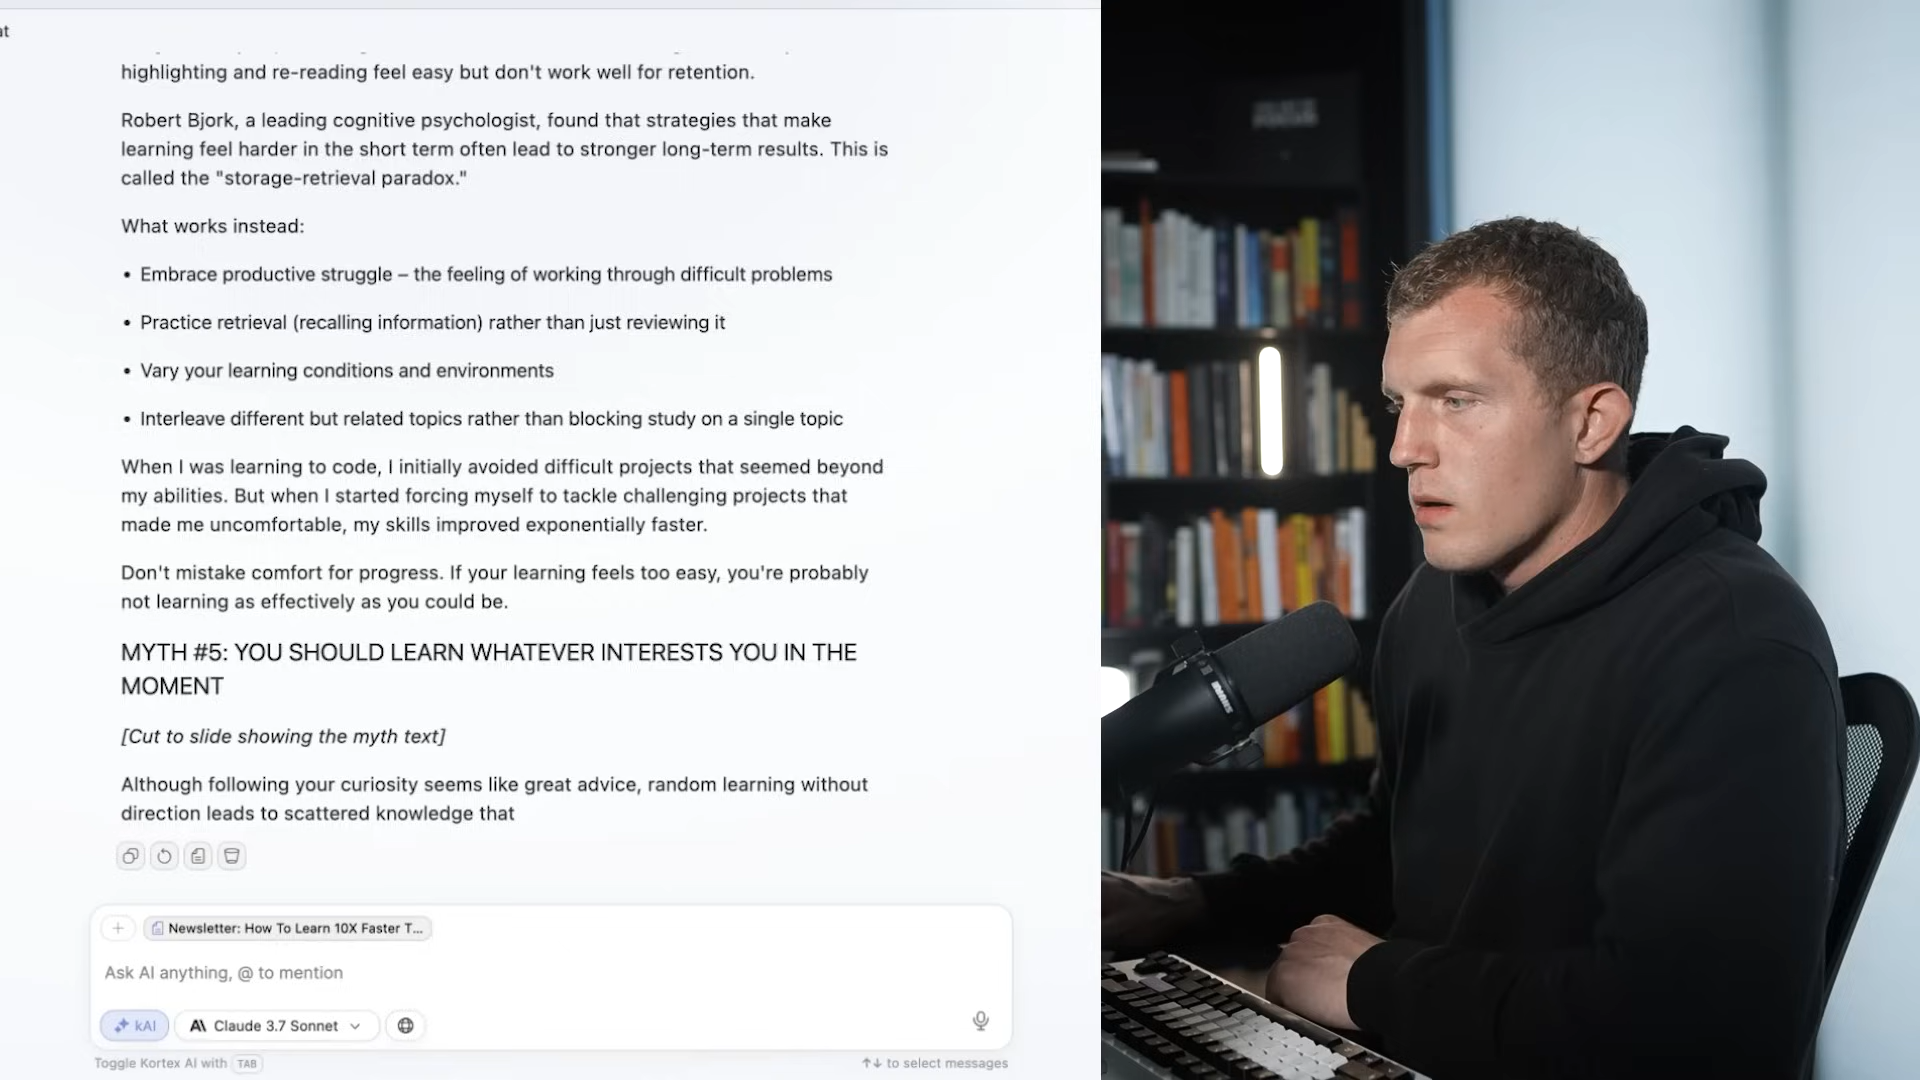 at
highlighting and re-reading feel easy but don't work well for retention.
Robert Bjork, a leading cognitive psychologist, found that strategies that make
learning feel harder in the short term often lead to stronger long-term results. This is
called the "storage-retrieval paradox."
What works instead:
• Embrace productive struggle – the feeling of working through difficult problems
• Practice retrieval (recalling information) rather than just reviewing it
• Vary your learning conditions and environments
• Interleave different but related topics rather than blocking study on a single topic
When I was learning to code, I initially avoided difficult projects that seemed beyond
my abilities. But when I started forcing myself to tackle challenging projects that
made me uncomfortable, my skills improved exponentially faster.
Don't mistake comfort for progress. If your learning feels too easy, you're probably
not learning as effectively as you could be.
MYTH #5: YOU SHOULD LEARN WHATEVER INTERESTS YOU IN THE
MOMENT
[Cut to slide showing the myth text]
Although following your curiosity seems like great advice, random learning without
direction leads to scattered knowledge that
Newsletter: How To Learn 10X Faster T...
Ask AI anything, @ to mention
kAI
Claude 3.7 Sonnet
Toggle Kortex AI with TAB
↑↓ to select messages
SHURE